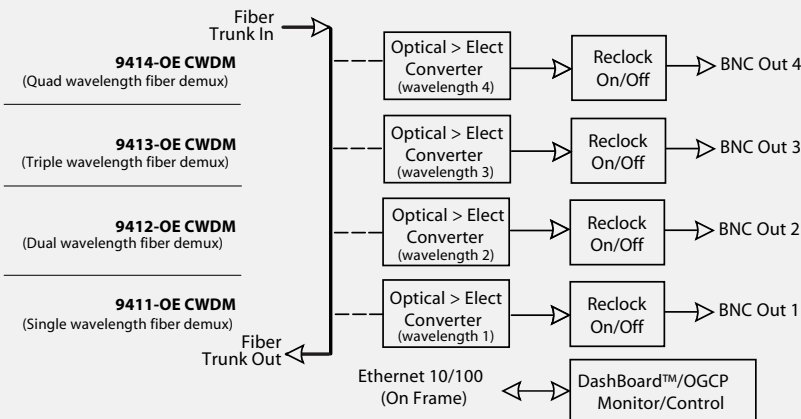 Fiber
Trunk In
9414-OE CWDM
(Quad wavelength fiber demux)
Optical > Elect
Converter
(wavelength 4)
Reclock
On/Off
BNC Out 4
9413-OE CWDM
(Triple wavelength fiber demux)
Optical > Elect
Converter
(wavelength 3)
Reclock
On/Off
BNC Out 3
9412-OE CWDM
(Dual wavelength fiber demux)
Optical > Elect
Converter
(wavelength 2)
Reclock
On/Off
BNC Out 2
9411-OE CWDM
(Single wavelength fiber demux)
Optical > Elect
Converter
(wavelength 1)
Reclock
On/Off
BNC Out 1
Fiber
Trunk Out
Ethernet 10/100
(On Frame)
DashBoard™/OGCP
Monitor/Control